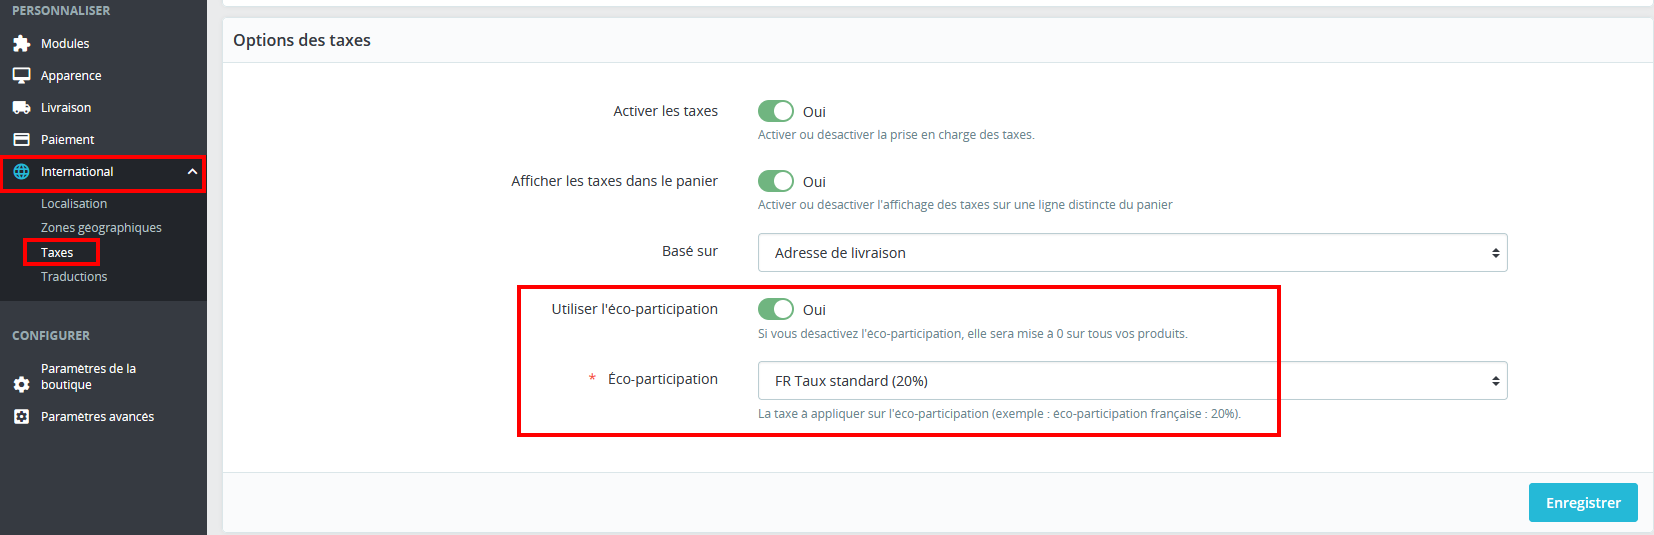 PERSONNALISER
Modules
Apparence
Livraison
Paiement
International
Localisation
Zones géographiques
Taxes
Traductions
CONFIGURER
Paramètres de la
boutique
Paramètres avancés
Options des taxes
Activer les taxes
Oui
Activer ou désactiver la prise en charge des taxes.
Afficher les taxes dans le panier
Oui
Activer ou désactiver l'affichage des taxes sur une ligne distincte du panier
Basé sur
Adresse de livraison
Utiliser l'éco-participation
Oui
Si vous désactivez l'éco-participation, elle sera mise à 0 sur tous vos produits.
* Éco-participation
FR Taux standard (20%)
La taxe à appliquer sur l'éco-participation (exemple : éco-participation française : 20%).
Enregistrer